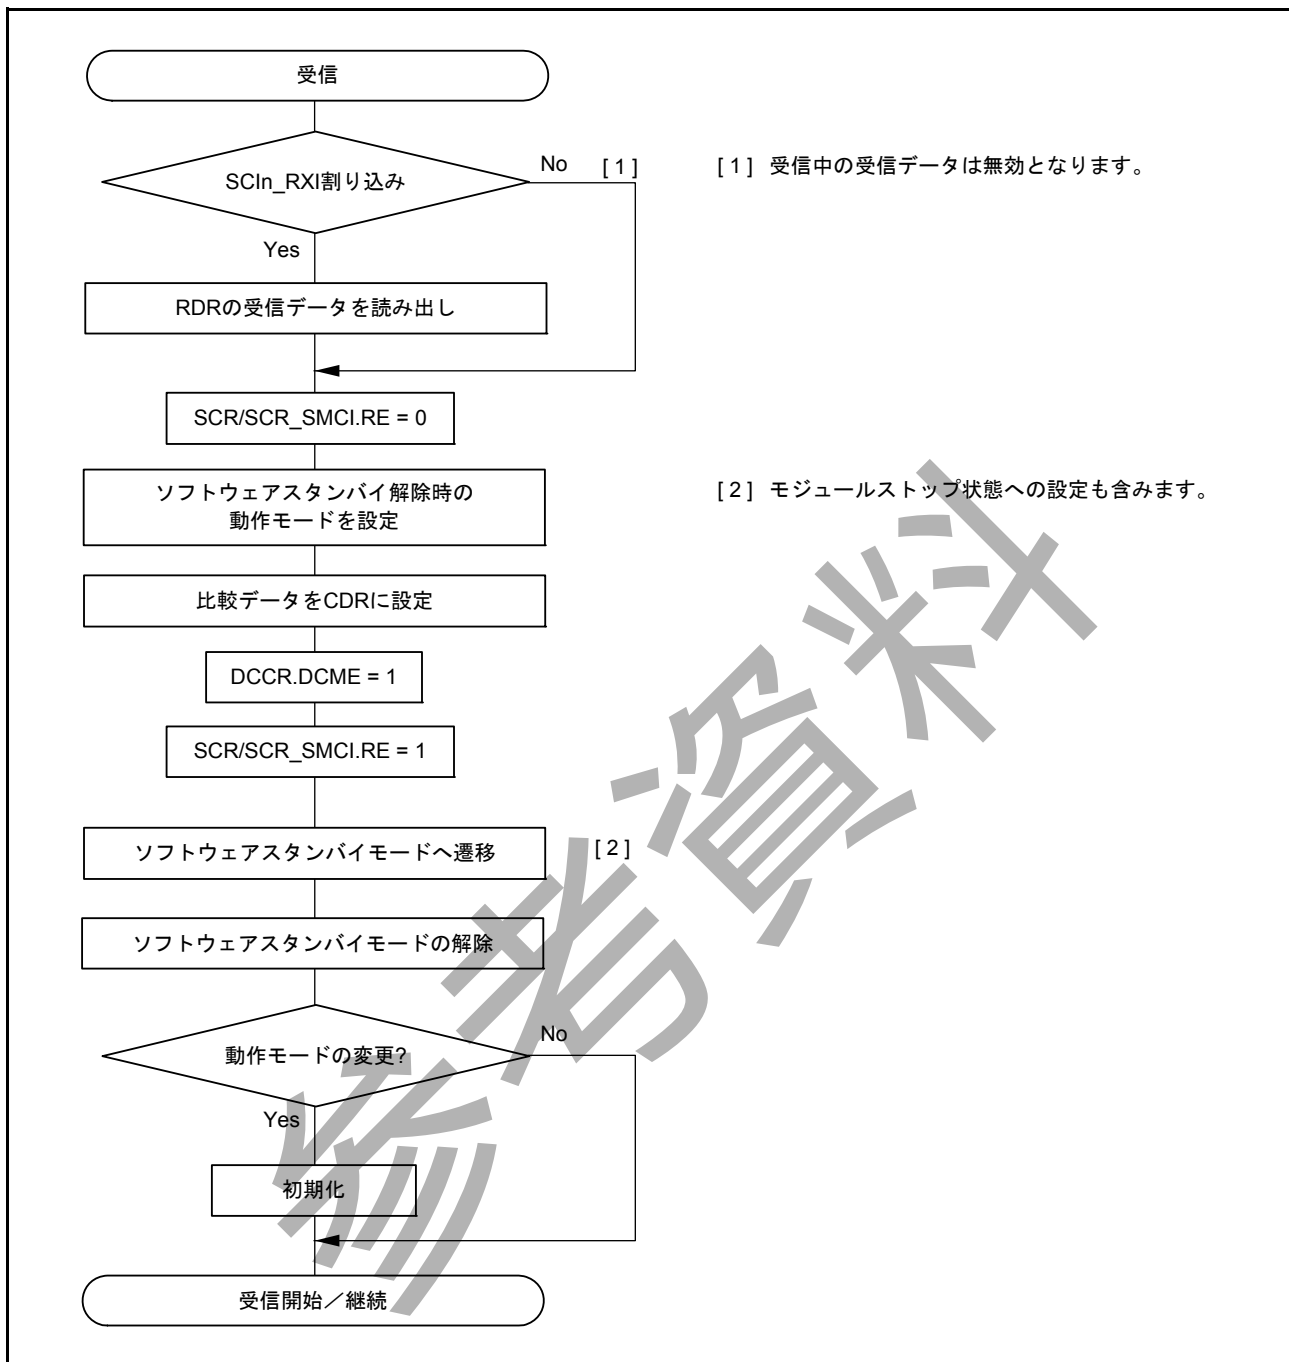 受信
SCIn_RXI割り込み
No
[ 1 ]
[ 1 ] 受信中の受信データは無効となります。
Yes
RDRの受信データを読み出し
SCR/SCR_SMCI.RE = 0
ソフトウェアスタンバイ解除時の
動作モードを設定
[ 2 ] モジュールストップ状態への設定も含みます。
比較データをCDRに設定
DCCR.DCME = 1
SCR/SCR_SMCI.RE = 1
ソフトウェアスタンバイモードへ遷移
[ 2 ]
ソフトウェアスタンバイモードの解除
動作モードの変更?
No
Yes
初期化
受信開始／継続
参考資料